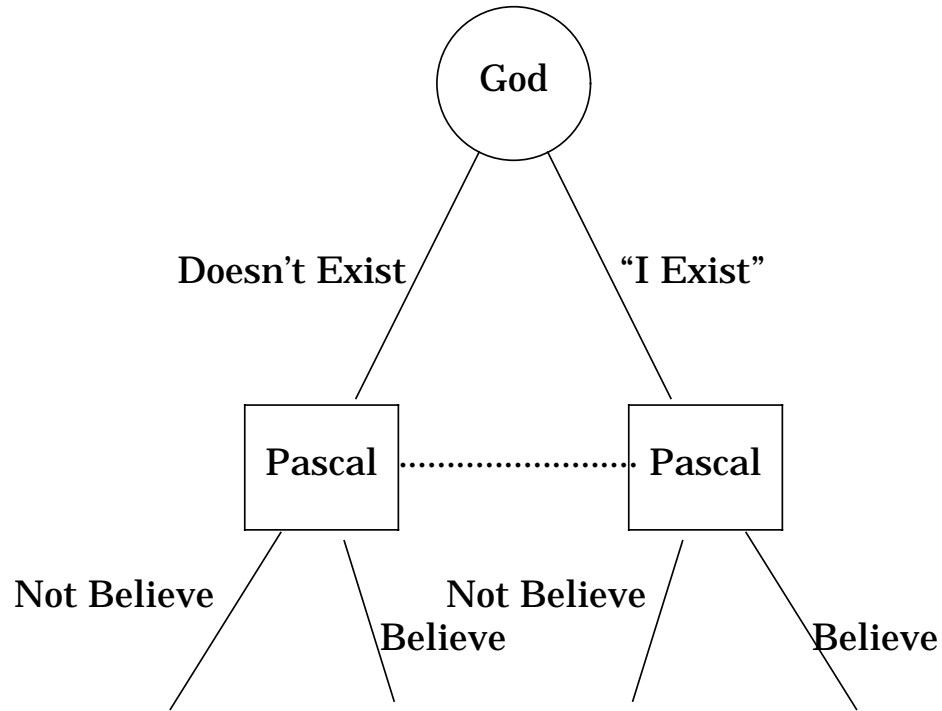 God
Doesn't Exist
“I Exist”
Pascal
Pascal
Not Believe
Believe
Not Believe
Believe